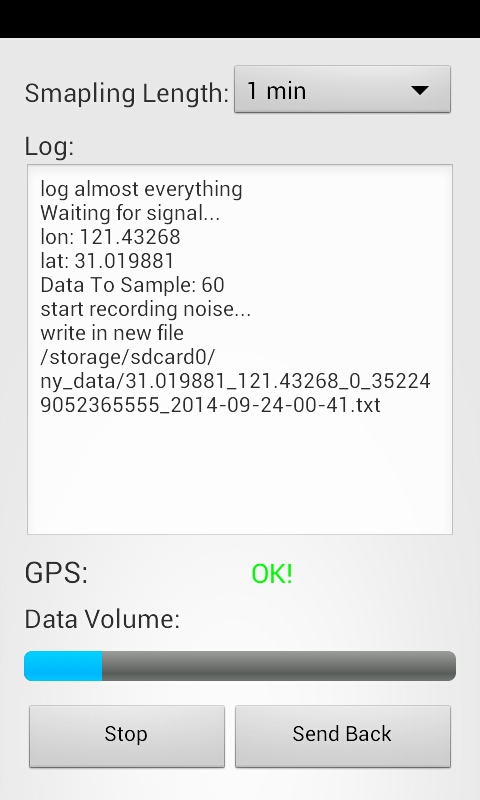 Smapling Length: 1 min
Log:
log almost everything
Waiting for signal...
lon: 121.43268
lat: 31.019881
Data To Sample: 60
start recording noise...
write in new file
/storage/sdcard0/
ny_data/31.019881_121.43268_0_35224
9052365555_2014-09-24-00-41.txt
GPS: OK!
Data Volume:
Stop Send Back